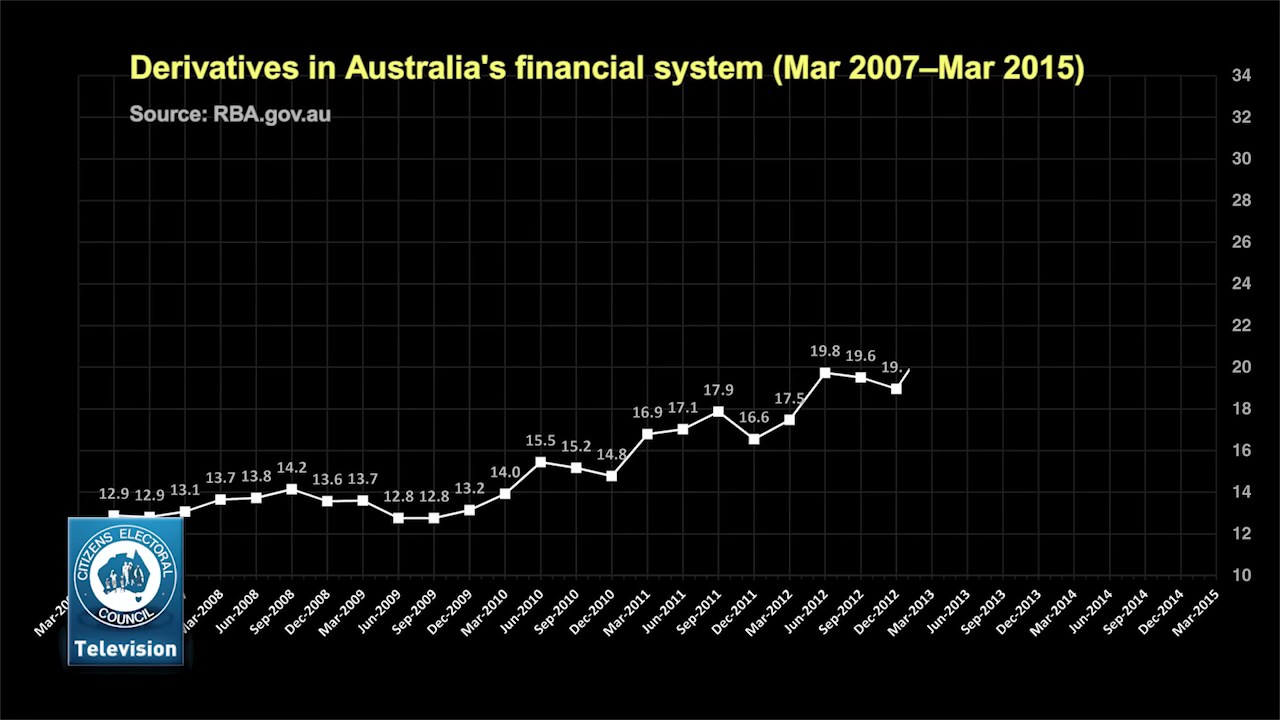 Derivatives in Australia's financial system (Mar 2007–Mar 2015)
Source: RBA.gov.au
34
32
30
28
26
24
22
20
18
16
14
12
10
12.9 12.9 13.1 13.7 13.8 14.2 13.6 13.7 12.8 12.8 13.2 14.0 15.5 15.2 14.8 16.9 17.1 17.9 16.6 17.5 19.8 19.6 19.
Mar-2008 Jun-2008 Sep-2008 Dec-2008 Mar-2009 Jun-2009 Sep-2009 Dec-2009 Mar-2010 Jun-2010 Sep-2010 Dec-2010 Mar-2011 Jun-2011 Sep-2011 Dec-2011 Mar-2012 Jun-2012 Sep-2012 Dec-2012 Mar-2013 Jun-2013 Sep-2013 Dec-2013 Mar-2014 Jun-2014 Sep-2014 Dec-2014 Mar-2015
CITIZENS ELECTORAL
COUNCIL
Television